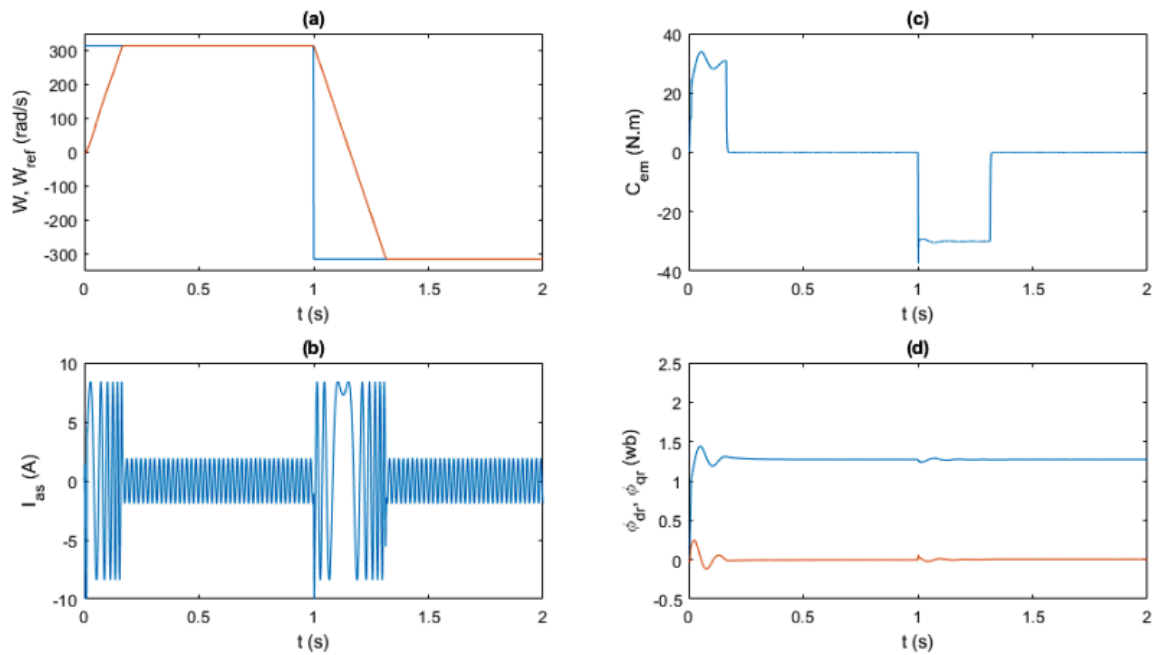 (a)
300
200
100
0
-100
-200
-300
W, W_ref (rad/s)
0 0.5 1 1.5 2
t (s)
(c)
40
20
0
-20
-40
C_em (N.m)
0 0.5 1 1.5 2
t (s)
(b)
10
5
0
-5
-10
I_as (A)
0 0.5 1 1.5 2
t (s)
(d)
2.5
2
1.5
1
0.5
0
-0.5
ϕ_dr, ϕ_qr (wb)
0 0.5 1 1.5 2
t (s)